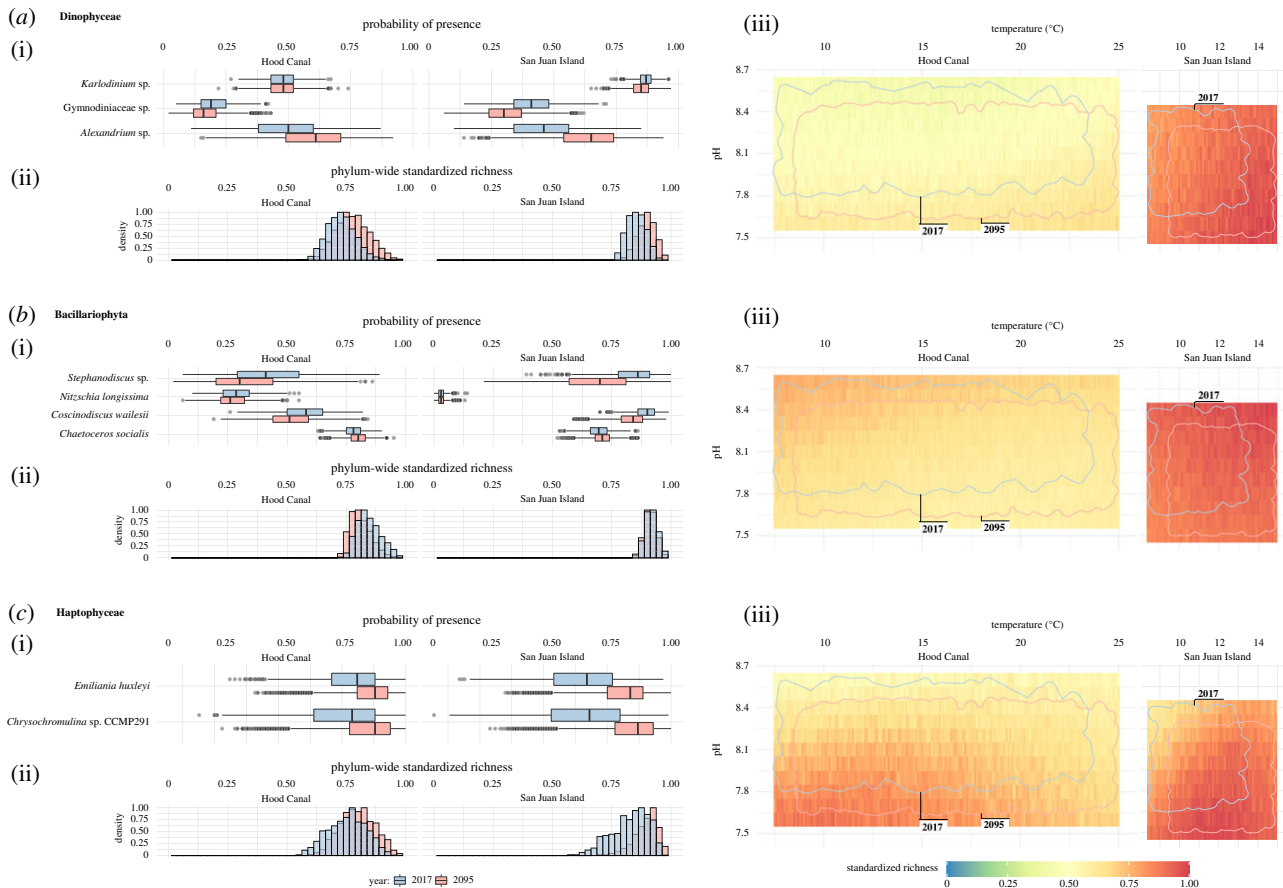 (a) Dinophyceae
(i)
probability of presence
0 0.25 0.50 0.75 1.00 0 0.25 0.50 0.75 1.00
Hood Canal San Juan Island
Karlodinium sp.
Gymnodiniaceae sp.
Alexandrium sp.
(ii)
phylum-wide standardized richness
0 0.25 0.50 0.75 1.00 0 0.25 0.50 0.75 1.00
Hood Canal San Juan Island
density
1.00
0.75
0.50
0.25
0
(iii)
temperature (°C)
10 15 20 25 10 12 14
Hood Canal San Juan Island
pH
8.7
8.4
8.1
7.8
7.5
2017
2017 2095
(b) Bacillariophyta
(i)
probability of presence
0 0.25 0.50 0.75 1.00 0 0.25 0.50 0.75 1.00
Hood Canal San Juan Island
Stephanodiscus sp.
Nitzschia longissima
Coscinodiscus wailesii
Chaetoceros socialis
(ii)
phylum-wide standardized richness
0 0.25 0.50 0.75 1.00 0 0.25 0.50 0.75 1.00
Hood Canal San Juan Island
density
1.00
0.75
0.50
0.25
0
(iii)
temperature (°C)
10 15 20 25 10 12 14
Hood Canal San Juan Island
pH
8.7
8.4
8.1
7.8
7.5
2017
2017 2095
(c) Haptophyceae
(i)
probability of presence
0 0.25 0.50 0.75 1.00 0 0.25 0.50 0.75 1.00
Hood Canal San Juan Island
Emiliania huxleyi
Chrysochromulina sp. CCMP291
(ii)
phylum-wide standardized richness
0 0.25 0.50 0.75 1.00 0 0.25 0.50 0.75 1.00
Hood Canal San Juan Island
density
1.00
0.75
0.50
0.25
0
year: 2017 2095
(iii)
temperature (°C)
10 15 20 25 10 12 14
Hood Canal San Juan Island
pH
8.7
8.4
8.1
7.8
7.5
2017
2017 2095
standardized richness
0 0.25 0.50 0.75 1.00